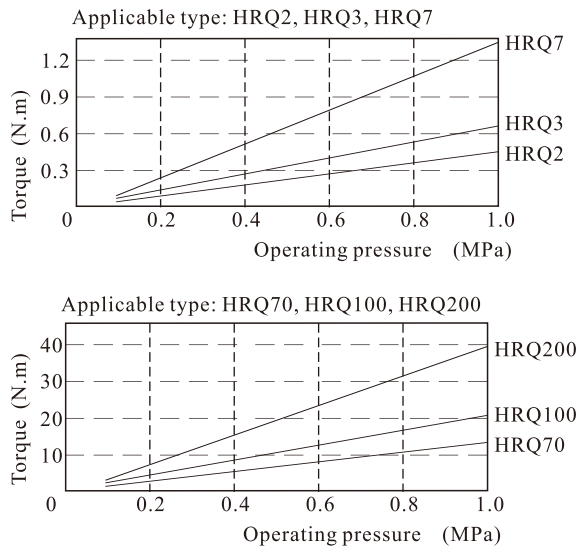 Applicable type: HRQ2, HRQ3, HRQ7
HRQ7
1.2
0.9
HRQ3
0.6
HRQ2
0.3
Torque (N.m)
0 0.2 0.4 0.6 0.8 1.0
Operating pressure (MPa)
Applicable type: HRQ70, HRQ100, HRQ200
40
HRQ200
30
20
HRQ100
HRQ70
10
Torque (N.m)
0 0.2 0.4 0.6 0.8 1.0
Operating pressure (MPa)